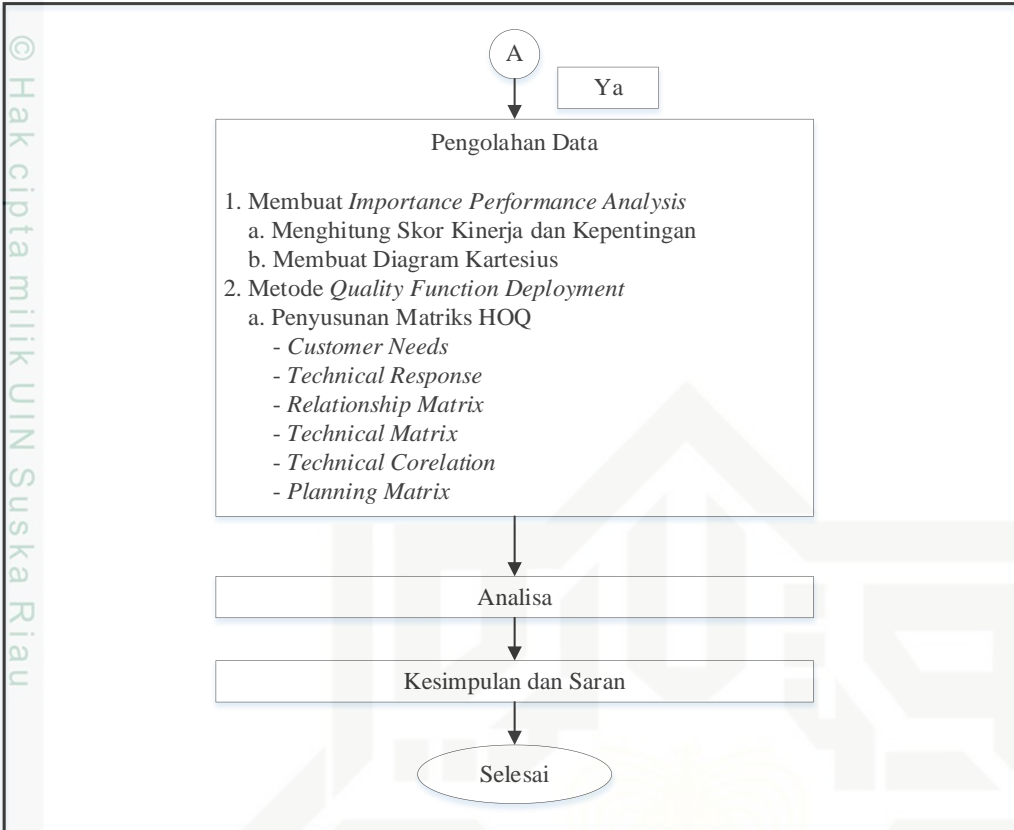 © Hak cipta milik UIN Suska Riau
A
Ya
Pengolahan Data
1. Membuat Importance Performance Analysis
a. Menghitung Skor Kinerja dan Kepentingan
b. Membuat Diagram Kartesius
2. Metode Quality Function Deployment
a. Penyusunan Matriks HOQ
- Customer Needs
- Technical Response
- Relationship Matrix
- Technical Matrix
- Technical Corelation
- Planning Matrix
Analisa
Kesimpulan dan Saran
Selesai